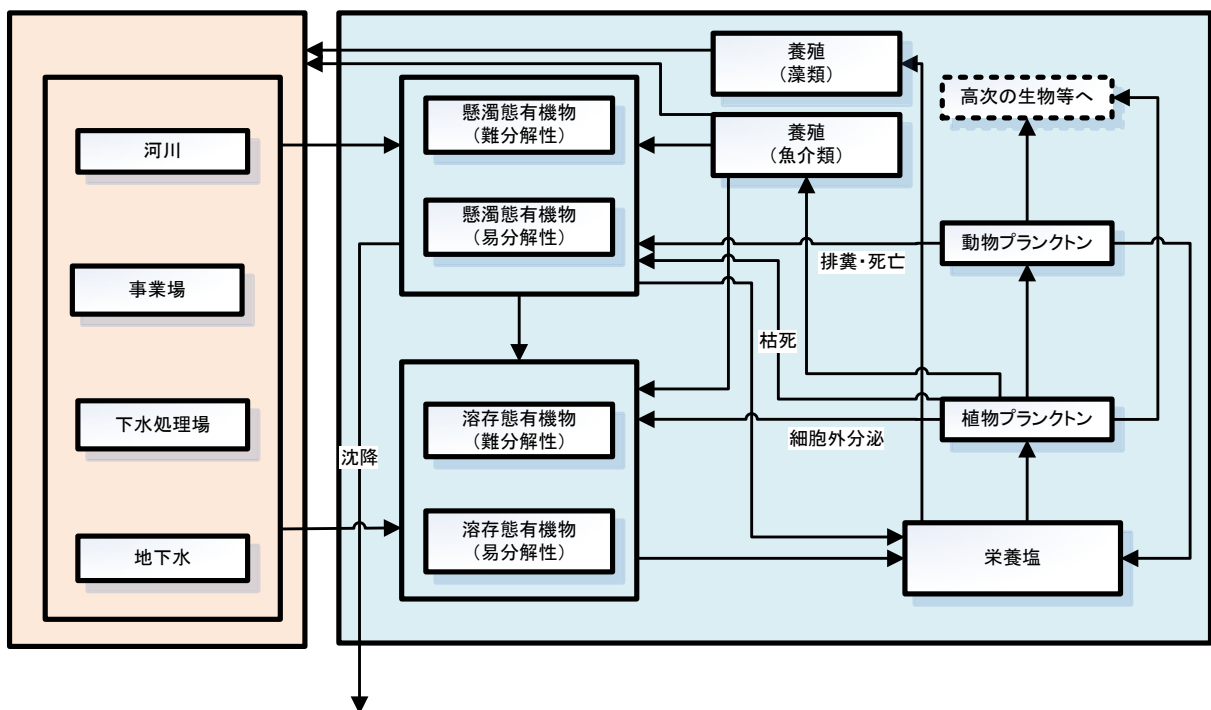 河川
事業場
下水処理場
地下水
養殖
（藻類）
養殖
（魚介類）
高次の生物等へ
懸濁態有機物
（難分解性）
懸濁態有機物
（易分解性）
動物プランクトン
排糞・死亡
枯死
植物プランクトン
細胞外分泌
溶存態有機物
（難分解性）
沈降
溶存態有機物
（易分解性）
栄養塩